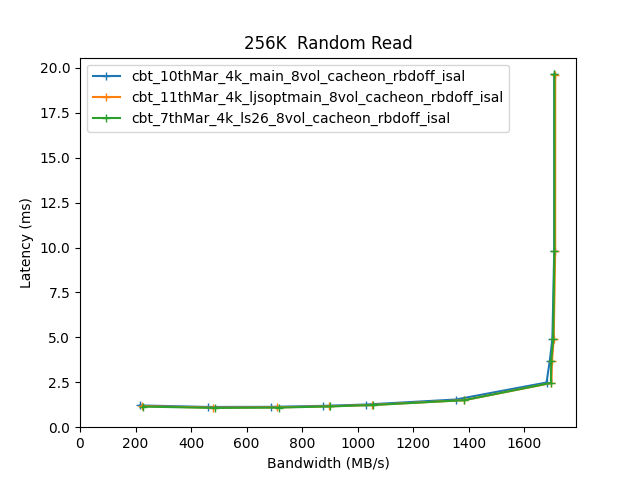 256K  Random Read
cbt_10thMar_4k_main_8vol_cacheon_rbdoff_isal
cbt_11thMar_4k_ljsoptmain_8vol_cacheon_rbdoff_isal
cbt_7thMar_4k_ls26_8vol_cacheon_rbdoff_isal
Latency (ms)
20.0
17.5
15.0
12.5
10.0
7.5
5.0
2.5
0.0
0 200 400 600 800 1000 1200 1400 1600
Bandwidth (MB/s)